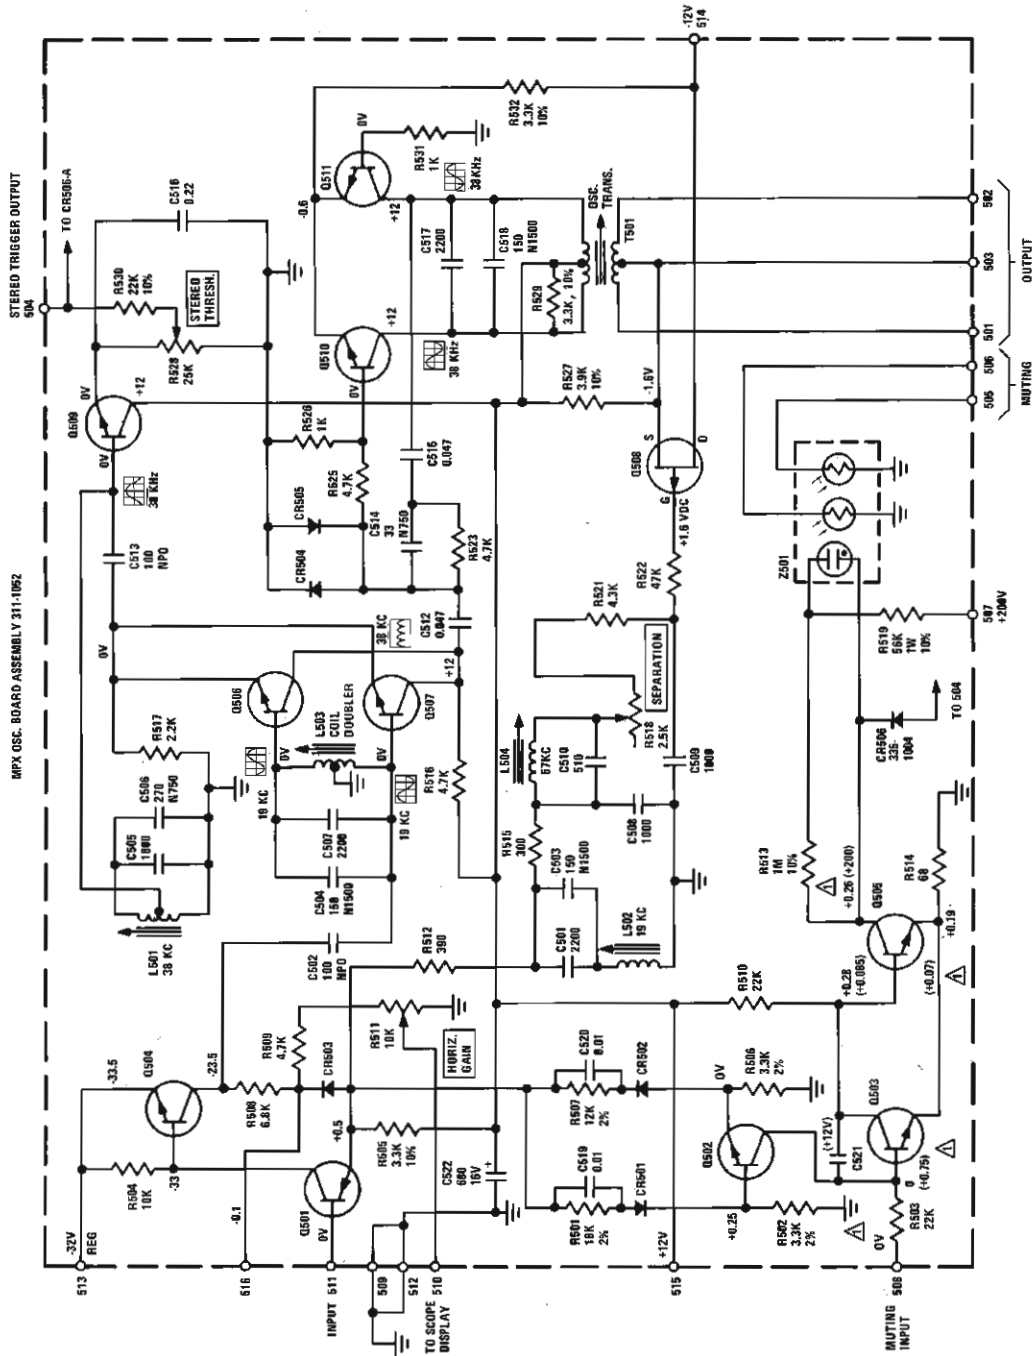 MPX OSC. BOARD ASSEMBLY 311-1052
STEREO TRIGGER OUTPUT
504
TO CR506-A
-12V
514
513
-32V
REG
R504
10K
-33.5
Q504
-33
-23.5
516
-0.1
R508
6.8K
R509
4.7K
CR503
INPUT 511
0V
Q501
+0.5
R505
3.3K
10%
R511
10K
HORIZ.
GAIN
509
512
510
TO SCOPE
DISPLAY
C522
680
16V
+
R512
390
L501
38 KC
C505
1800
C506
270
N750
R517
2.2K
0V
C513
100
NPO
38 KHz
Q509
0V
0V
+12
R530
22K
10%
R528
25K
STEREO
THRESH.
C516
0.22
C502
100
NPO
C504
150
N1500
C507
2200
19 KC
0V
L503
COIL
DOUBLER
0V
19 KC
Q506
Q507
38 KC
+12
R516
4.7K
C512
0.047
CR504
CR505
R526
1K
R525
4.7K
C514
33
N750
R523
4.7K
C515
0.047
0V
Q510
+12
38 KHz
-0.6
Q511
0V
+12
R531
1K
38KHz
R532
3.3K
10%
C517
2200
C518
150
N1500
R529
3.3K, 10%
OSC.
TRANS.
T501
R527
3.9K
10%
-1.6V
S
D
G
Q508
+1.6 VDC
R522
47K
R521
4.3K
SEPARATION
R518
2.5K
L504
67KC
C510
510
C508
1000
C509
1000
R515
300
C503
150
N1500
C501
2200
L502
19 KC
515
+12V
R501
18K
2%
C519
0.01
CR501
R507
12K
2%
C520
0.01
CR502
0V
R506
3.3K
2%
+0.25
Q502
R502
3.3K
2%
1
R510
22K
MUTING
INPUT
508
0V
R503
22K
0
(+0.75)
(+12V)
C521
Q503
1
+0.28
(+0.085)
Q505
+0.26 (+200)
1
+0.19
(+0.07)
1
R513
1M
10%
R514
68
CR506
335-
1004
TO 504
R519
56K
1W
10%
507
+200V
Z501
505
506
MUTING
501
503
502
OUTPUT